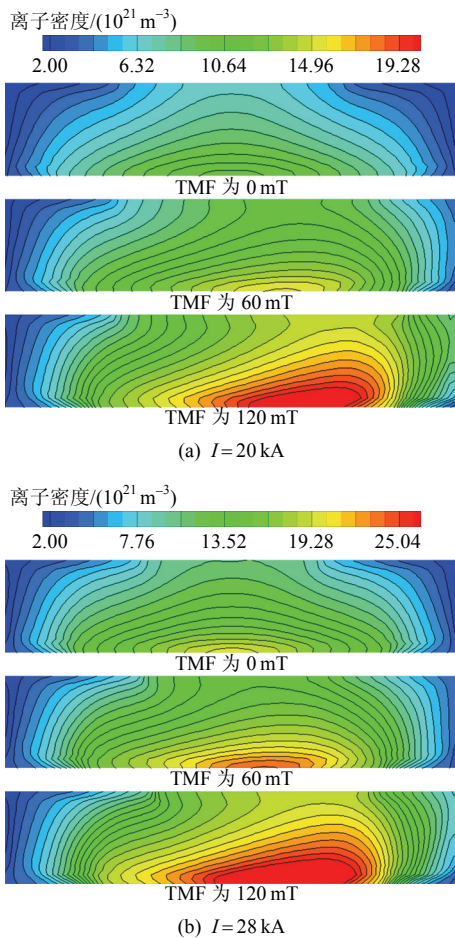 离子密度/(10²¹ m⁻³)
2.00 6.32 10.64 14.96 19.28
TMF 为 0 mT
TMF 为 60 mT
TMF 为 120 mT
(a) I=20 kA
离子密度/(10²¹ m⁻³)
2.00 7.76 13.52 19.28 25.04
TMF 为 0 mT
TMF 为 60 mT
TMF 为 120 mT
(b) I=28 kA